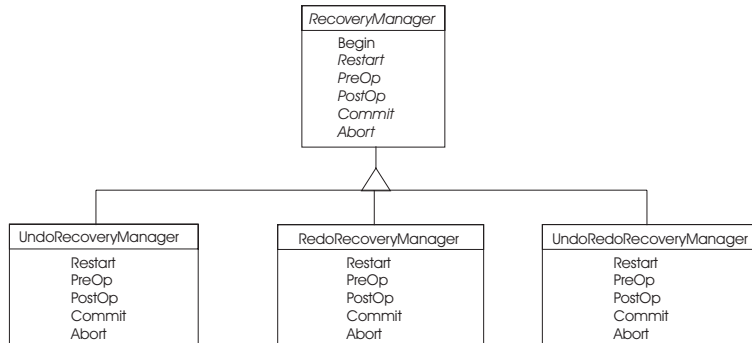 RecoveryManager
Begin
Restart
PreOp
PostOp
Commit
Abort
UndoRecoveryManager
Restart
PreOp
PostOp
Commit
Abort
RedoRecoveryManager
Restart
PreOp
PostOp
Commit
Abort
UndoRedoRecoveryManager
Restart
PreOp
PostOp
Commit
Abort